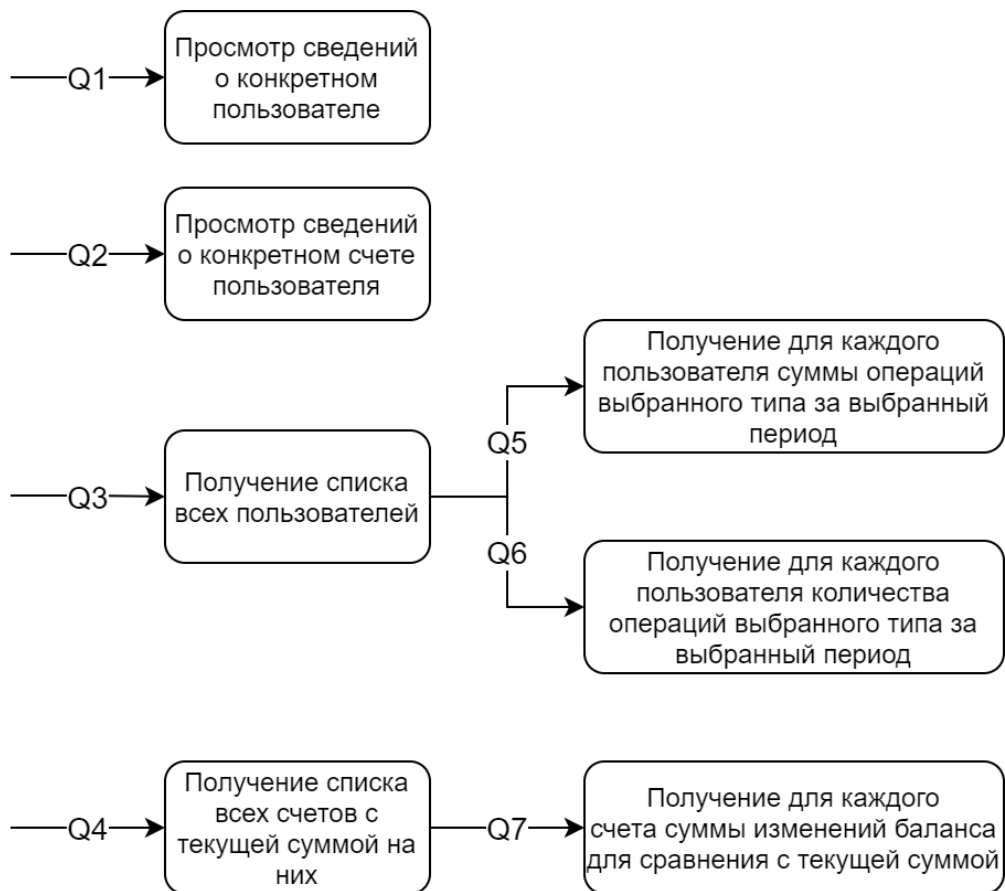 Q1
Просмотр сведений
о конкретном
пользователе
Q2
Просмотр сведений
о конкретном счете
пользователя
Q3
Получение списка
всех пользователей
Q5
Получение для каждого
пользователя суммы операций
выбранного типа за выбранный
период
Q6
Получение для каждого
пользователя количества
операций выбранного типа за
выбранный период
Q4
Получение списка
всех счетов с
текущей суммой на
них
Q7
Получение для каждого
счета суммы изменений баланса
для сравнения с текущей суммой